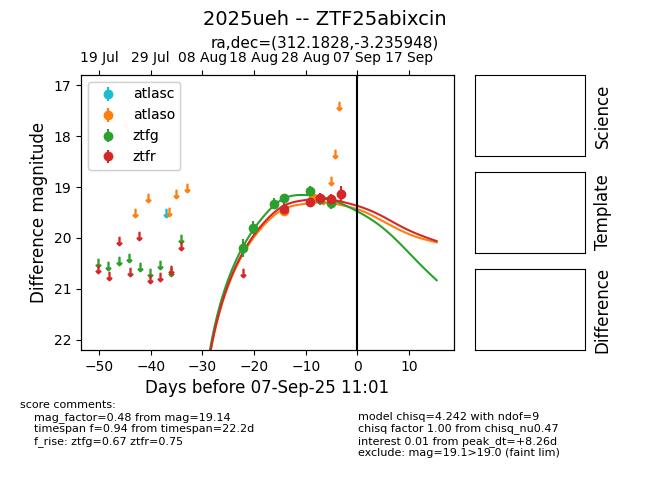 2025ueh -- ZTF25abixcin
ra,dec=(312.1828,-3.235948)
19 Jul 29 Jul 08 Aug 18 Aug 28 Aug 07 Sep 17 Sep
17
18
19
20
21
22
Difference magnitude
atlasc
atlaso
ztfg
ztfr
−50 −40 −30 −20 −10 0 10
Days before 07-Sep-25 11:01
Science
Template
Difference
score comments:
mag_factor=0.48 from mag=19.14
timespan f=0.94 from timespan=22.2d
f_rise: ztfg=0.67 ztfr=0.75
model chisq=4.242 with ndof=9
chisq factor 1.00 from chisq_nu0.47
interest 0.01 from peak_dt=+8.26d
exclude: mag=19.1>19.0 (faint lim)